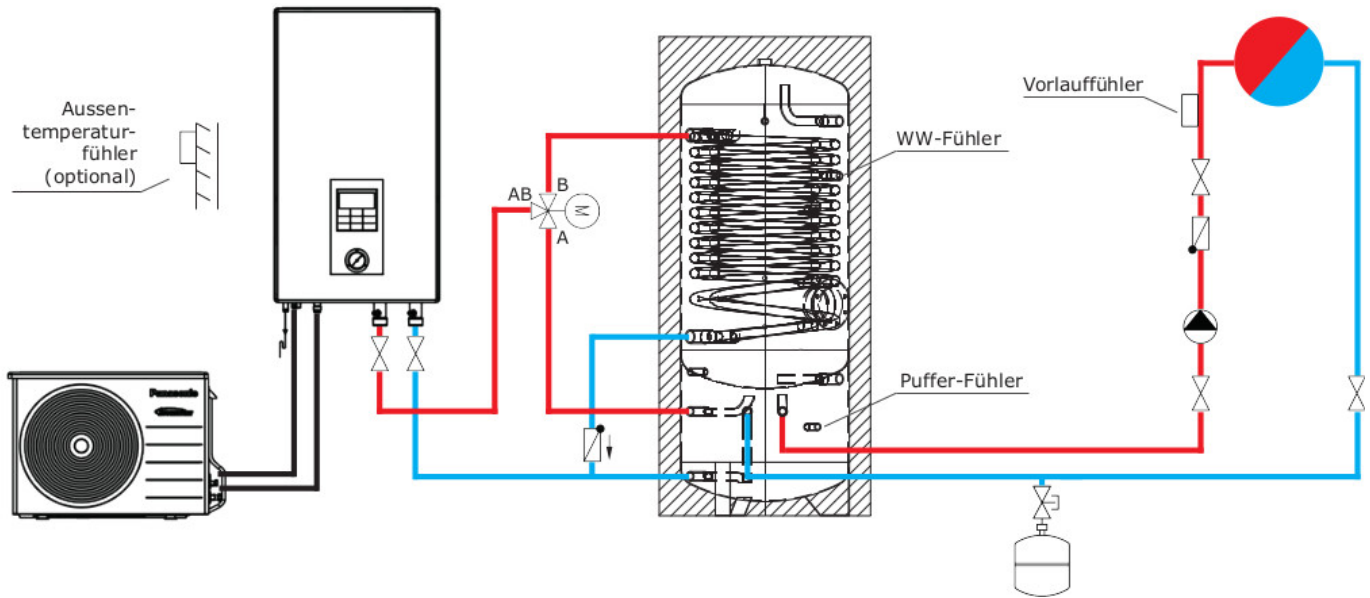 Aussen-
temperatur-
fühler
(optional)
AB
B
M
A
WW-Fühler
Puffer-Fühler
Vorlauffühler
Panasonic